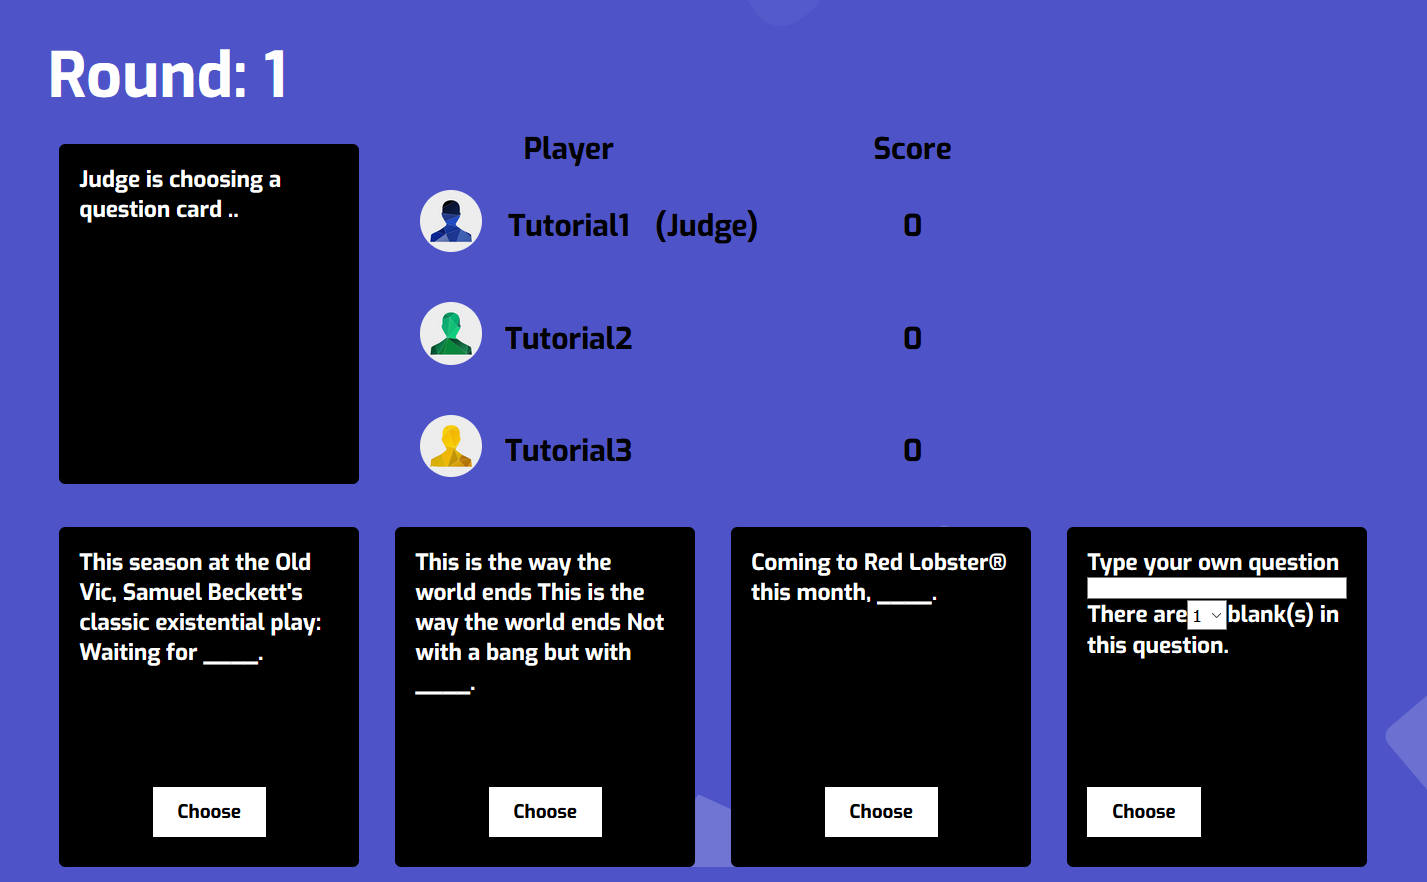 Round: 1
Judge is choosing a
question card ..
Player Score
Tutorial1 (Judge) 0
Tutorial2 0
Tutorial3 0
This season at the Old
Vic, Samuel Beckett's
classic existential play:
Waiting for _____.
Choose
This is the way the
world ends This is the
way the world ends Not
with a bang but with
_____.
Choose
Coming to Red Lobster®
this month, _____.
Choose
Type your own question
There are 1 blank(s) in
this question.
Choose